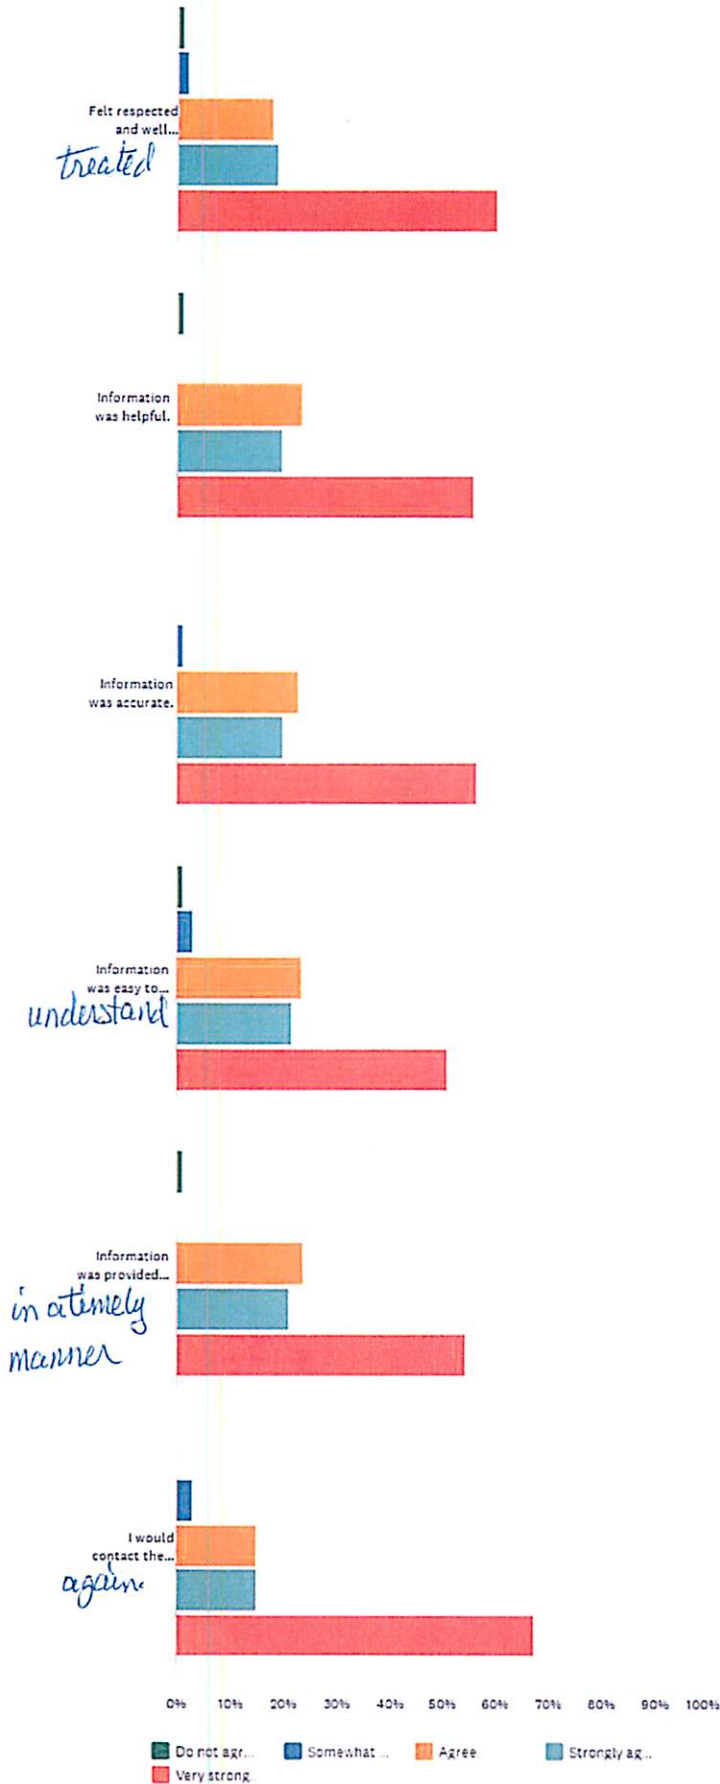 Felt respected
and well...
treated
Information
was helpful.
Information
was accurate.
Information
was easy to...
understand
Information
was provided...
in a timely
manner
I would
contact the...
again.
0% 10% 20% 30% 40% 50% 60% 70% 80% 90% 100%
Do not agr... Somewhat ... Agree Strongly ag...
Very strong...